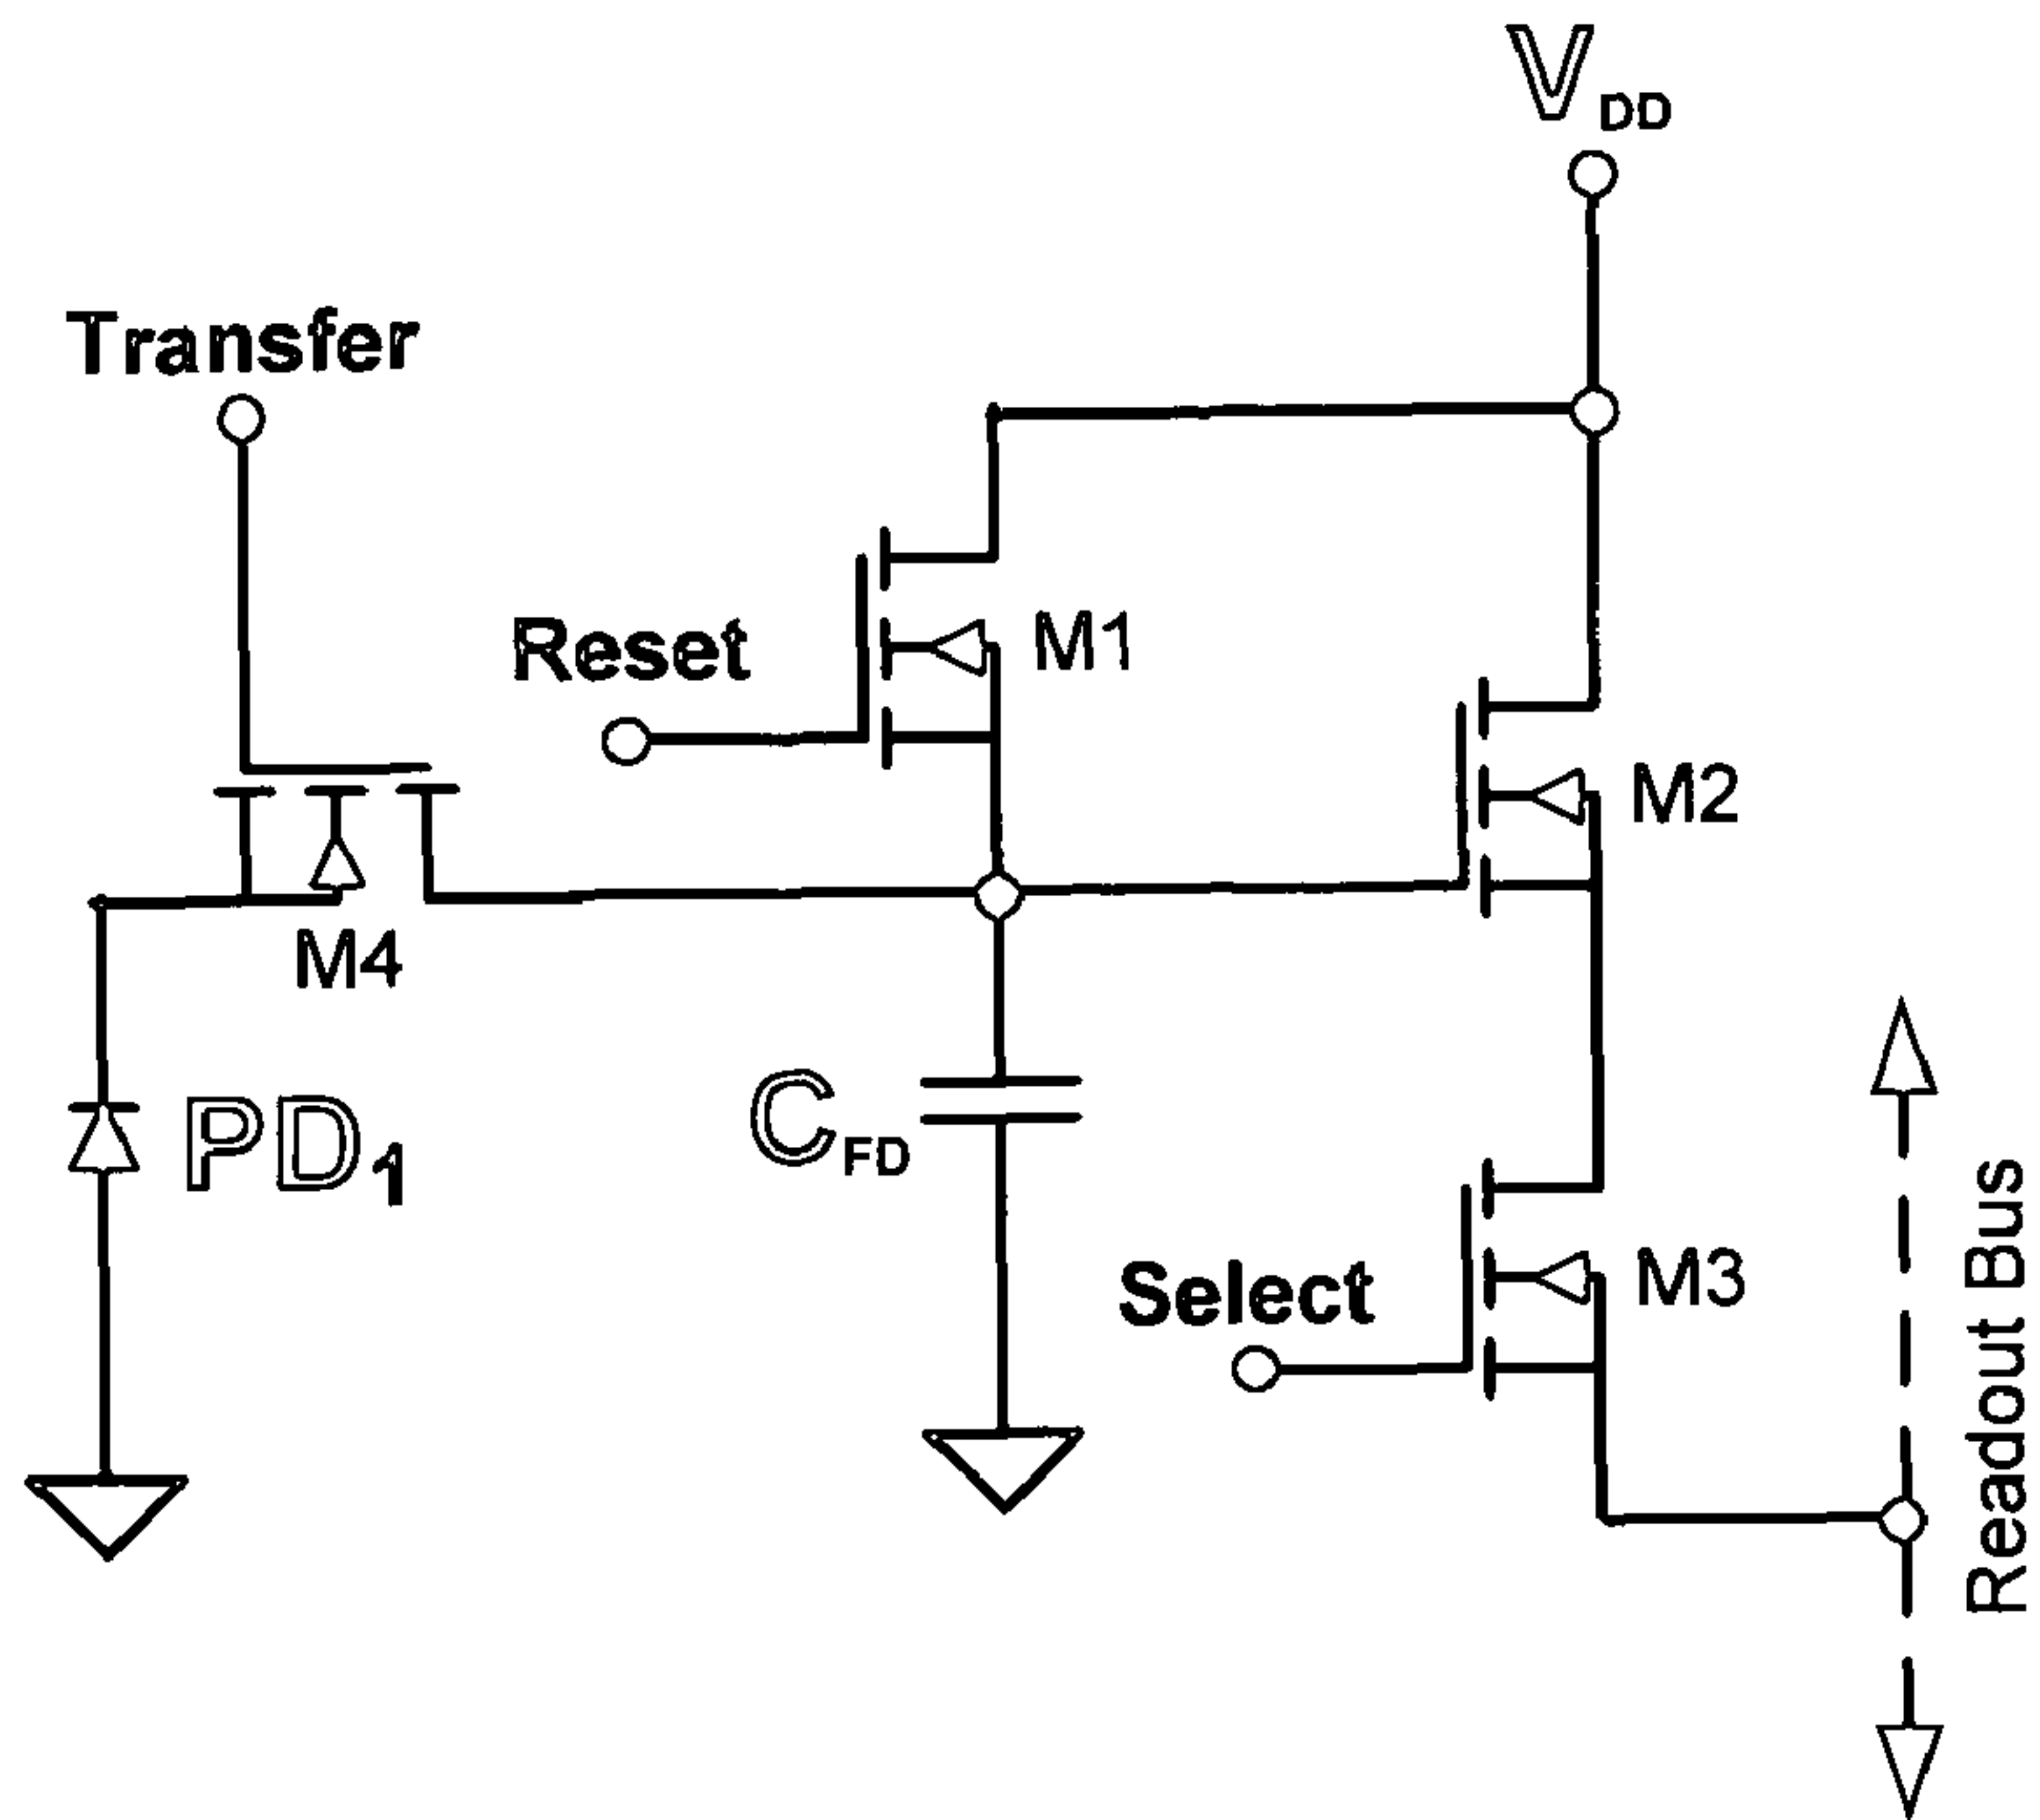 VDD
Transfer
Reset
M1
M2
M4
PD1
CFD
Select
M3
Readout Bus